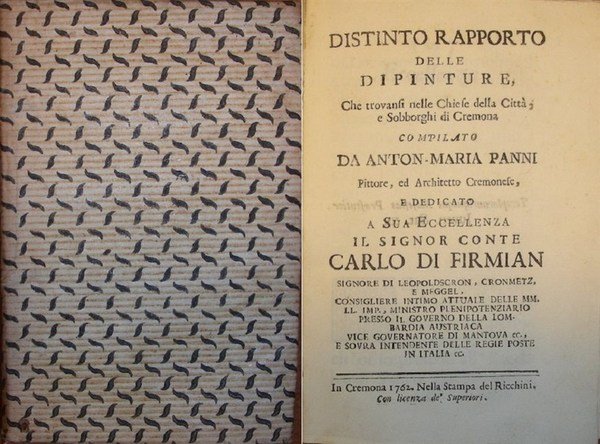 DISTINTO RAPPORTO
DELLE
DIPINTURE,
Che trovansi nelle Chiese della Città,
e Sobborghi di Cremona
COMPILATO
DA ANTON-MARIA PANNI
Pittore, ed Architetto Cremonese,
E DEDICATO
A SUA ECCELLENZA
IL SIGNOR CONTE
CARLO DI FIRMIAN
SIGNORE DI LEOPOLDSCRON, CRONMETZ,
E MEGGEL.
CONSIGLIERE INTIMO ATTUALE DELLE MM.
LL. IMP., MINISTRO PLENIPOTENZIARIO
PRESSO IL GOVERNO DELLA LOM-
BARDIA AUSTRIACA
VICE GOVERNATORE DI MANTOVA &c.,
E SOVRA INTENDENTE DELLE REGIE POSTE
IN ITALIA &c.
In Cremona 1762. Nella Stampa del Ricchini.
Con licenza de' Superiori.